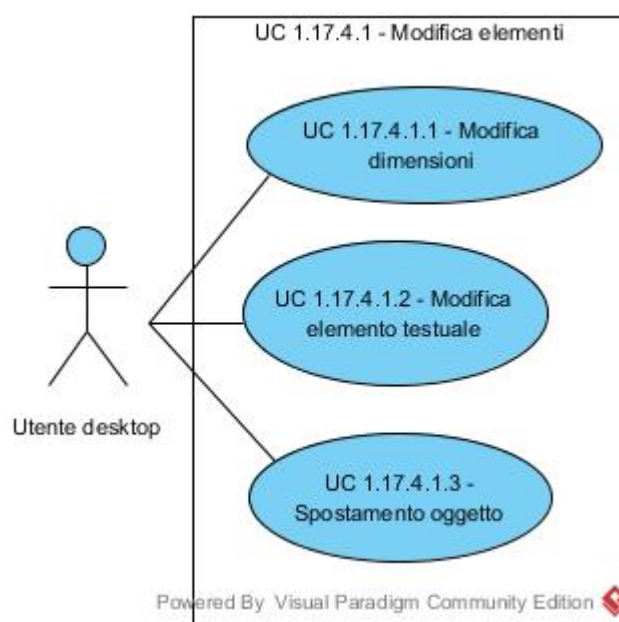 UC 1.17.4.1 - Modifica elementi
UC 1.17.4.1.1 - Modifica
dimensioni
UC 1.17.4.1.2 - Modifica
elemento testuale
Utente desktop
UC 1.17.4.1.3 -
Spostamento oggetto
Powered By Visual Paradigm Community Edition